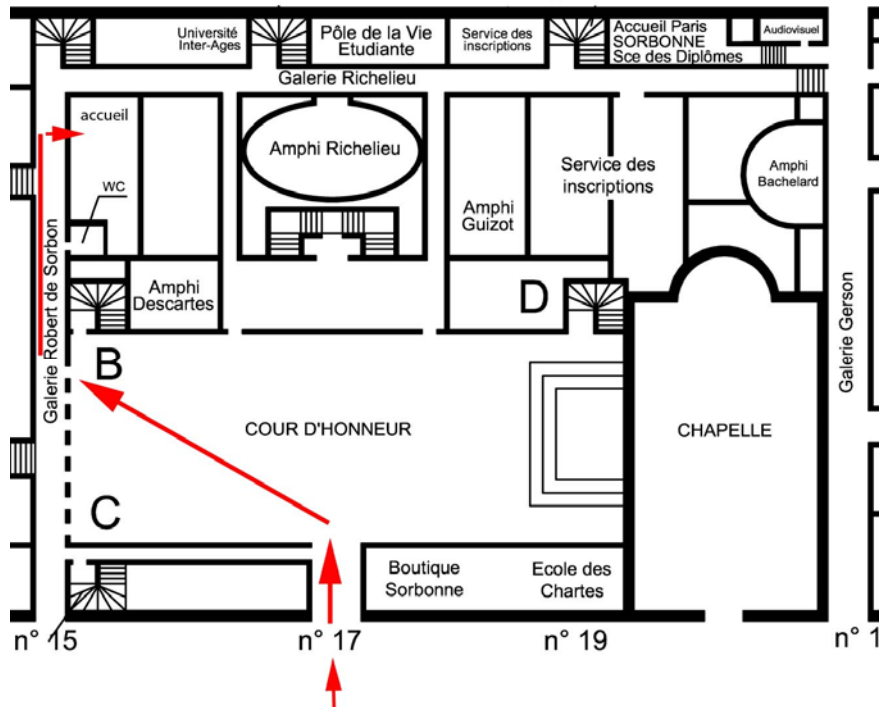 Université
Inter-Ages
Pôle de la Vie
Etudiante
Service des
inscriptions
Accueil Paris
SORBONNE
Sce des Diplômes
Audiovisuel
Galerie Richelieu
accueil
WC
Amphi Richelieu
Amphi
Guizot
Service des
inscriptions
Amphi
Bachelard
Galerie Robert de Sorbon
Amphi
Descartes
D
B
Galerie Gerson
COUR D'HONNEUR
CHAPELLE
C
Boutique
Sorbonne
Ecole des
Chartes
n° 15
n° 17
n° 19
n° 1